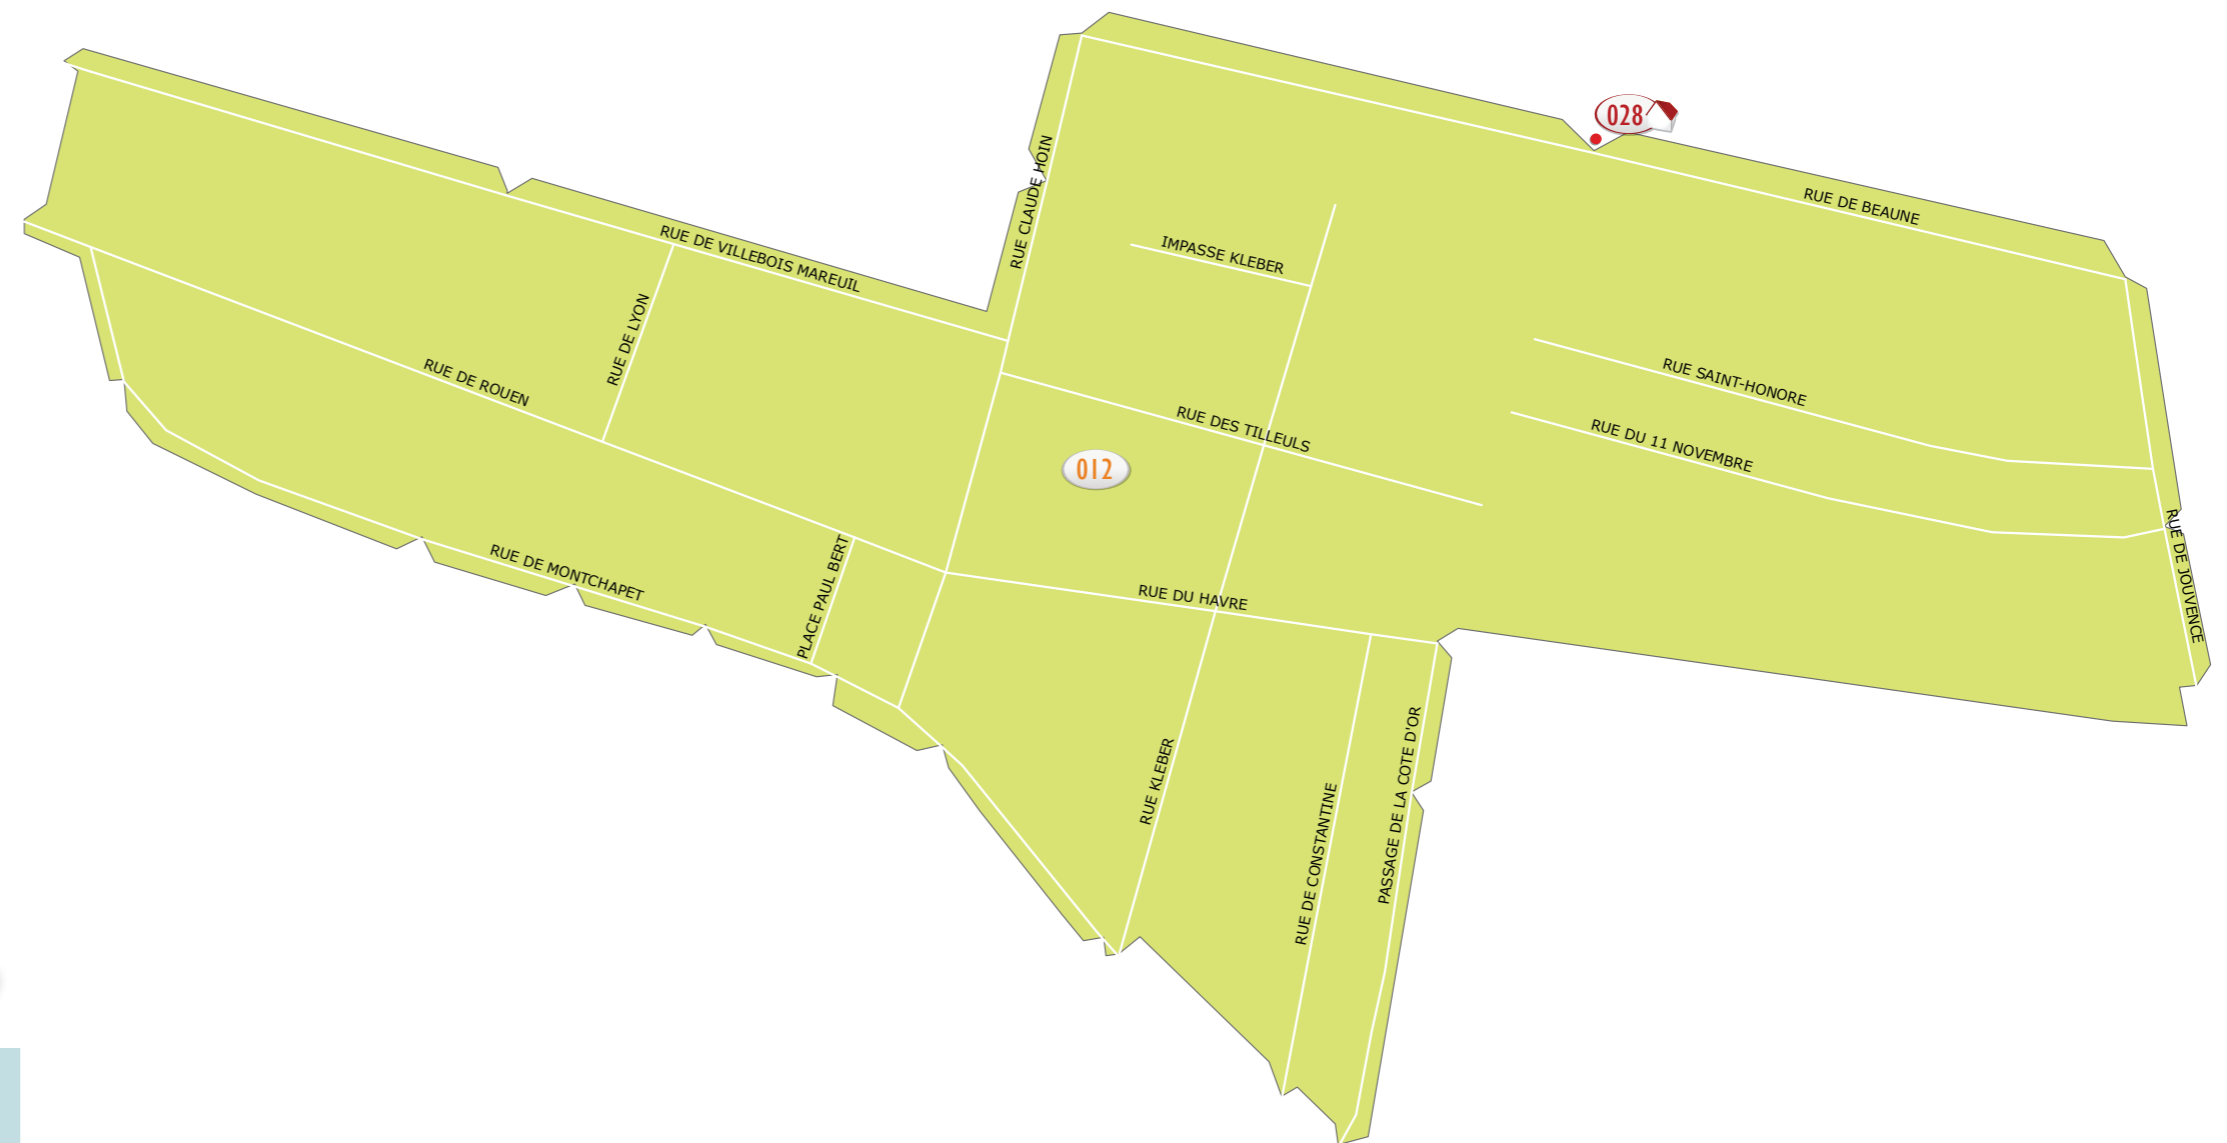 028
RUE DE BEAUNE
RUE CLAUDE HOIN
RUE DE VILLEBOIS MAREUIL
IMPASSE KLEBER
RUE DE LYON
RUE DE ROUEN
RUE SAINT-HONORE
RUE DES TILLEULS
RUE DU 11 NOVEMBRE
012
RUE DE JOUVENCE
RUE DE MONTCHAPET
PLACE PAUL BERT
RUE DU HAVRE
RUE KLEBER
RUE DE CONSTANTINE
PASSAGE DE LA COTE D'OR